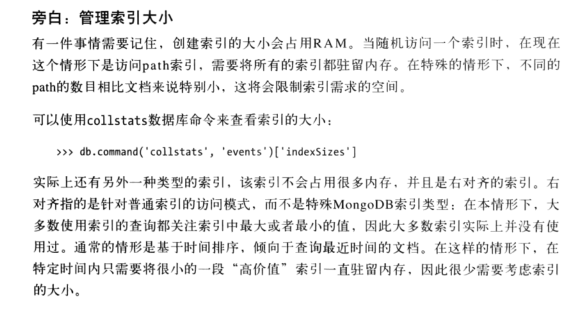 旁白：管理索引大小
有一件事情需要记住，创建索引的大小会占用RAM。当随机访问一个索引时，在现在
这个情形下是访问path索引，需要将所有的索引都驻留内存。在特殊的情形下，不同的
path的数目相比文档来说特别小，这将会限制索引需求的空间。
可以使用collstats数据库命令来查看索引的大小：
>>> db.command('collstats', 'events')['indexSizes']
实际上还有另外一种类型的索引，该索引不会占用很多内存，并且是右对齐的索引。右
对齐指的是针对普通索引的访问模式，而不是特殊MongoDB索引类型；在本情形下，大
多数使用索引的查询都关注索引中最大或者最小的值，因此大多数索引实际上并没有使
用过。通常的情形是基于时间排序，倾向于查询最近时间的文档。在这样的情形下，在
特定时间内只需要将很小的一段“高价值”索引一直驻留内存，因此很少需要考虑索引
的大小。